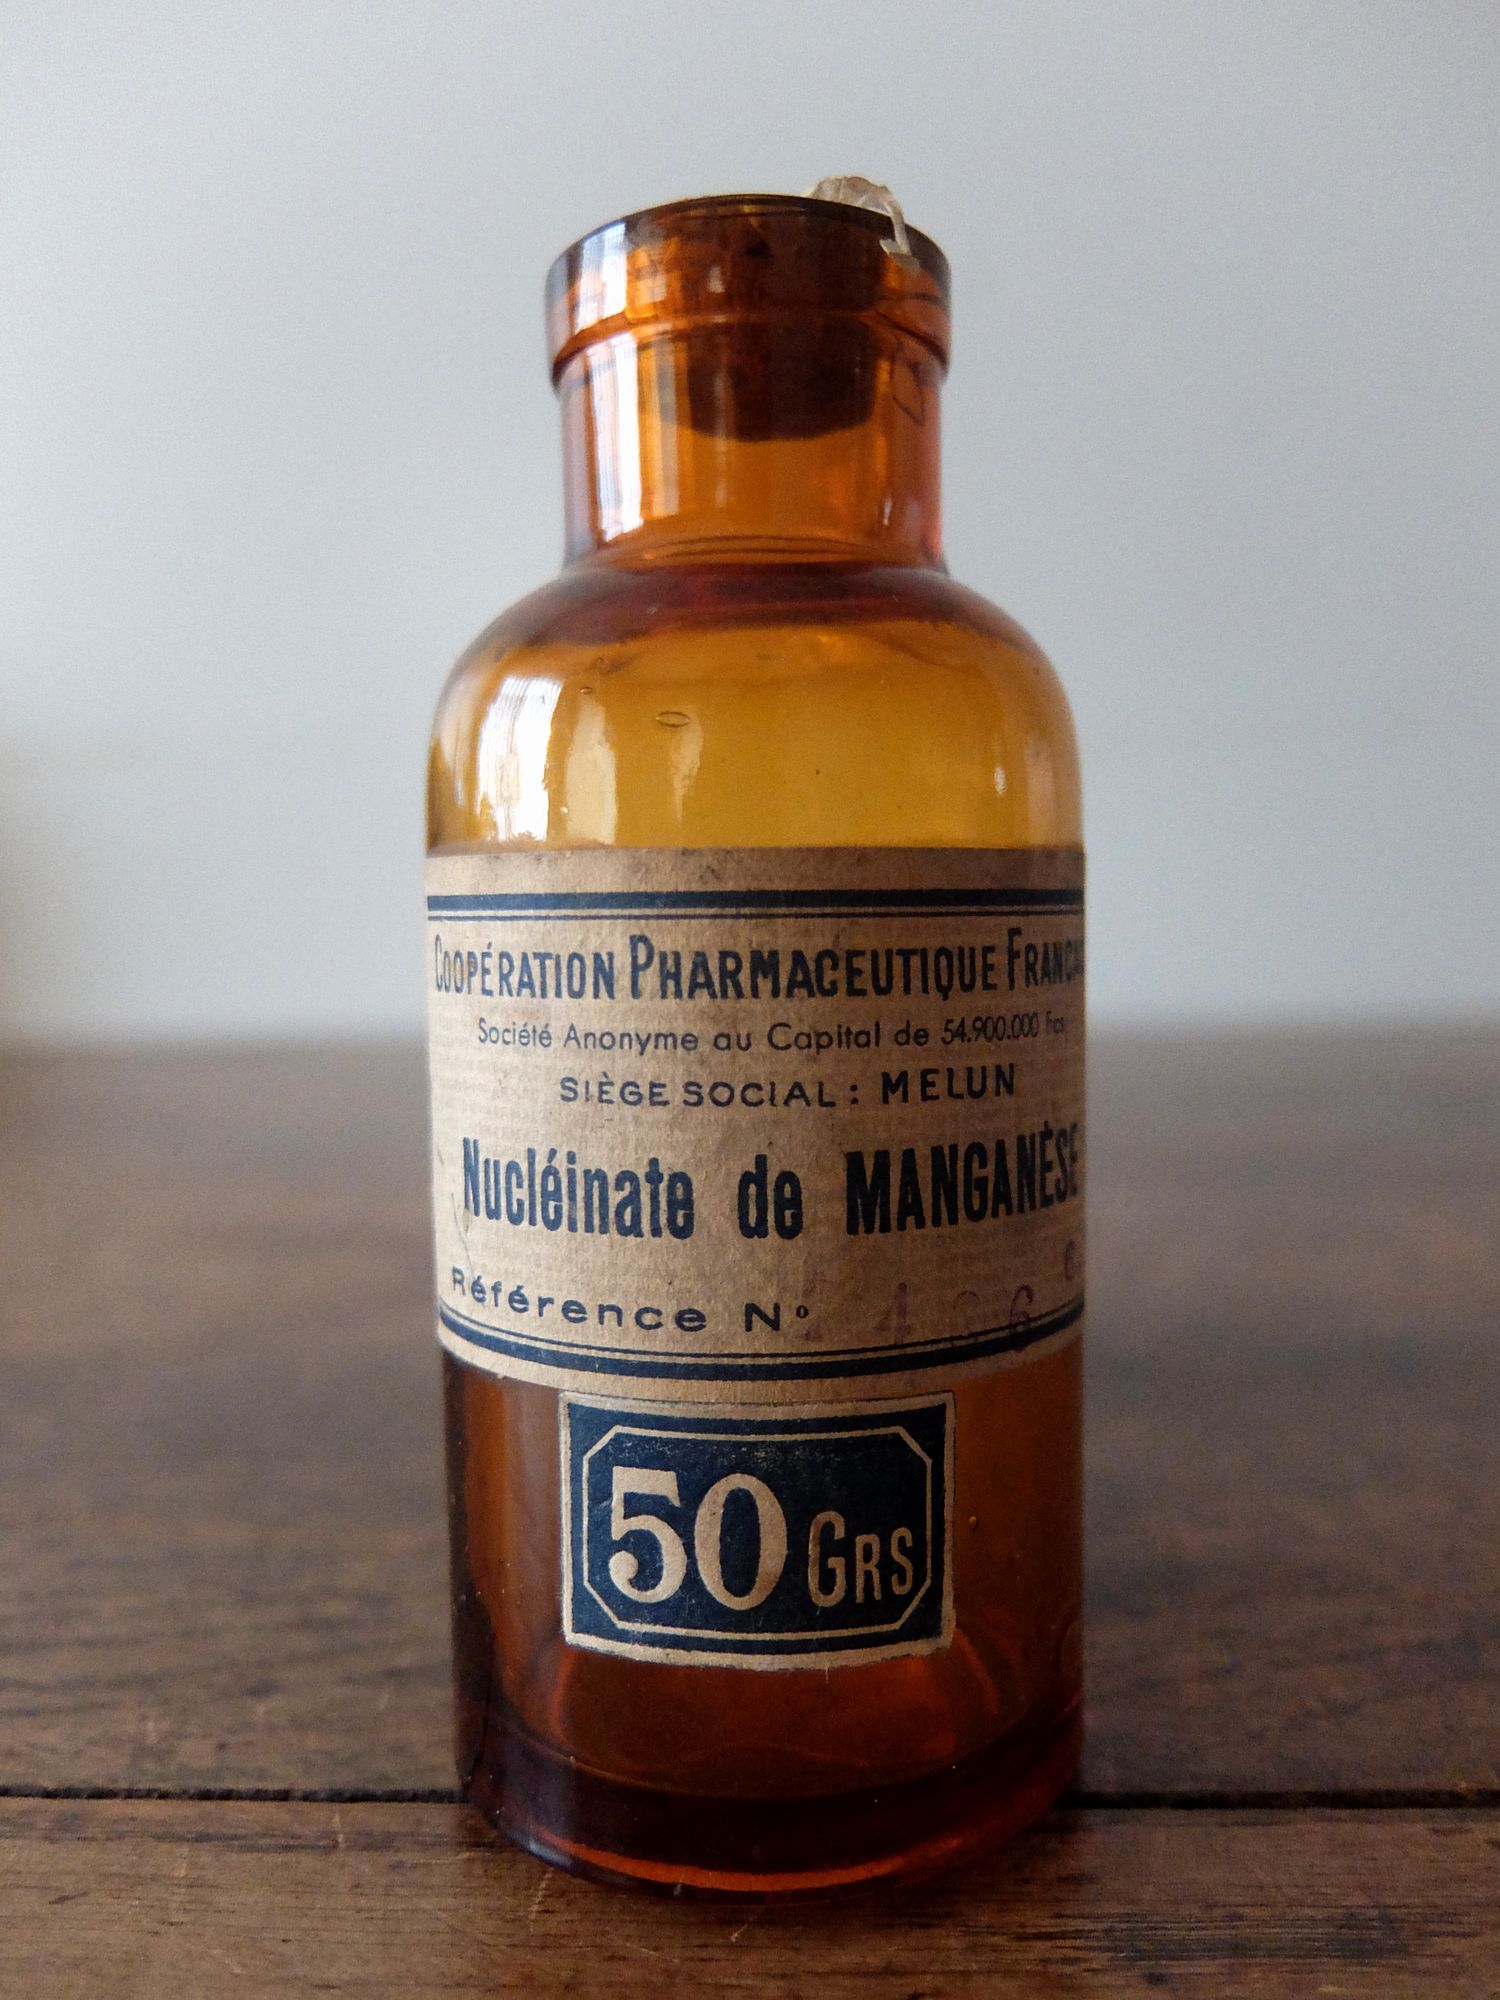 COOPÉRATION PHARMACEUTIQUE
Société Anonyme au Capital de 54.900.000
SIÈGE SOCIAL : MELUN
Nucléinate de MANGANÈSE
Référence Nº
50 GRS